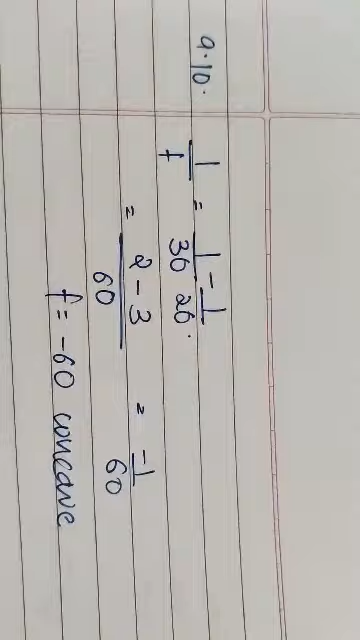 9.10.
1/f = 1/30 - 1/20.
= 2 - 3/60 = -1/60
f = -60 concave